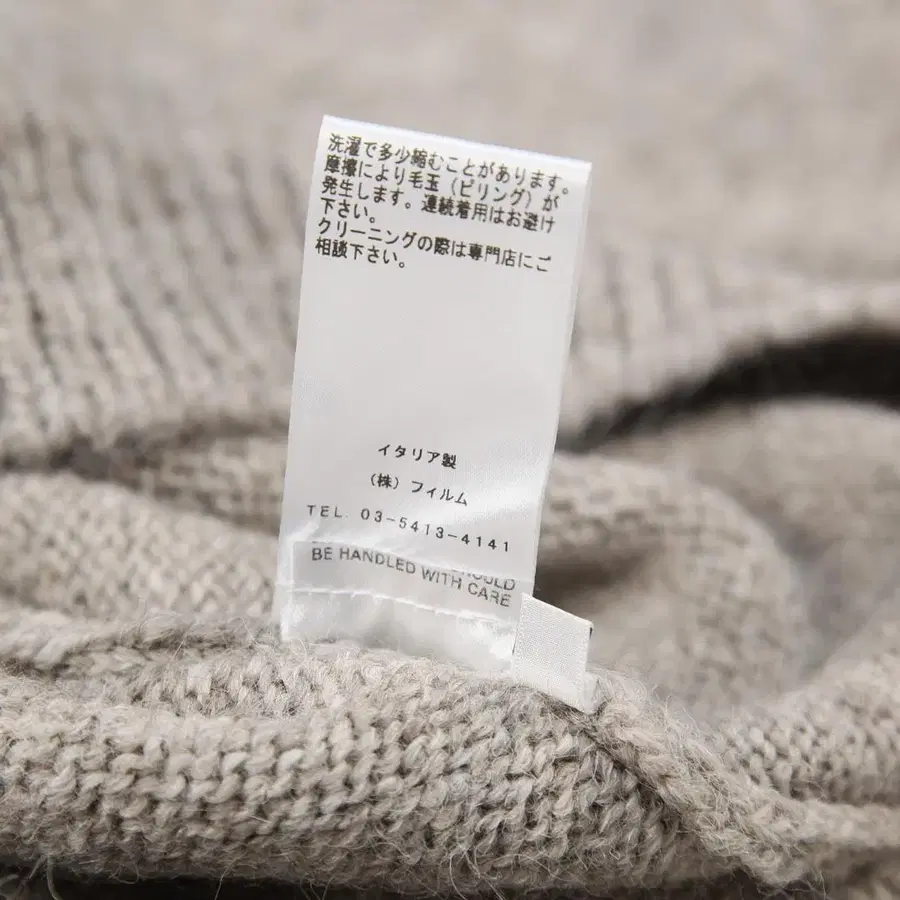 洗濯で多少縮むことがあります。
摩擦により毛玉（ピリング）が
発生します。連続着用はお避け
下さい。
クリーニングの際は専門店にご
相談下さい。
イタリア製
（株）フィルム
TEL. 03-5413-4141
BE HANDLED WITH CARE